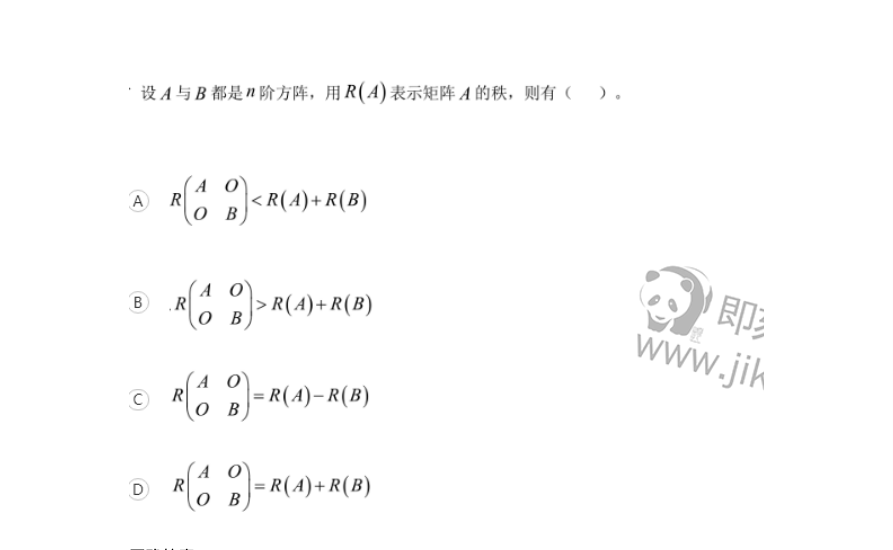 设 A 与 B 都是 n 阶方阵，用 R(A) 表示矩阵 A 的秩，则有（ ）。
A R(A O
O B) < R(A)+R(B)
B .R(A O
O B) > R(A)+R(B)
即
www.jik
C R(A O
O B) = R(A)−R(B)
D R(A O
O B) = R(A)+R(B)